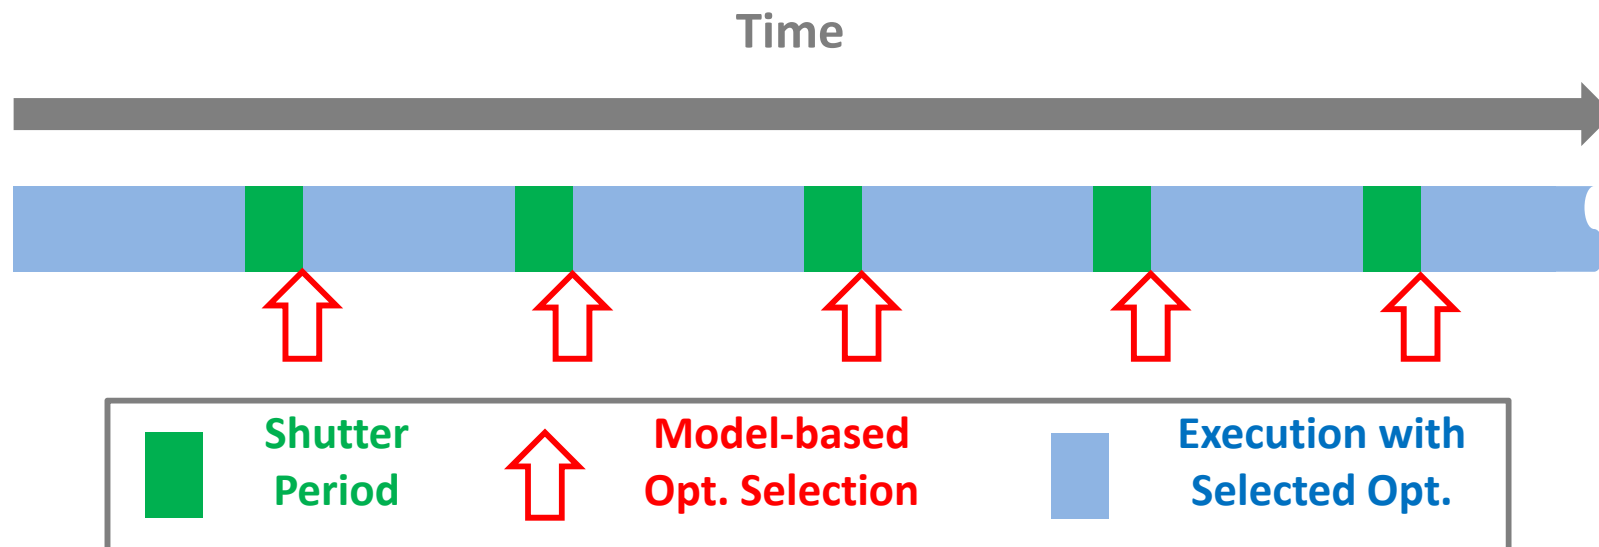 Time
Shutter
Period
Model-based
Opt. Selection
Execution with
Selected Opt.